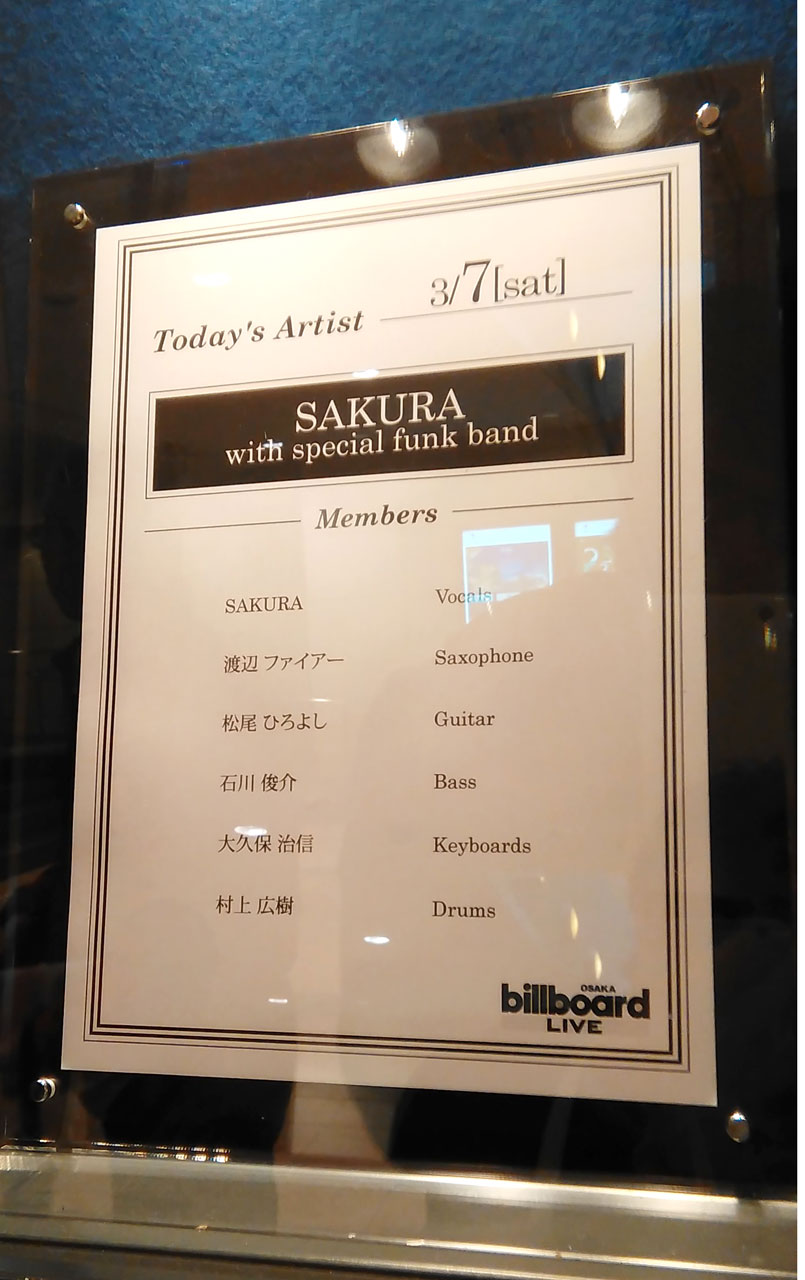 3/7[sat]
Today's Artist
SAKURA
with special funk band
Members
SAKURA Vocals
渡辺 ファイアー Saxophone
松尾 ひろよし Guitar
石川 俊介 Bass
大久保 治信 Keyboards
村上 広樹 Drums
OSAKA
billboard
LIVE